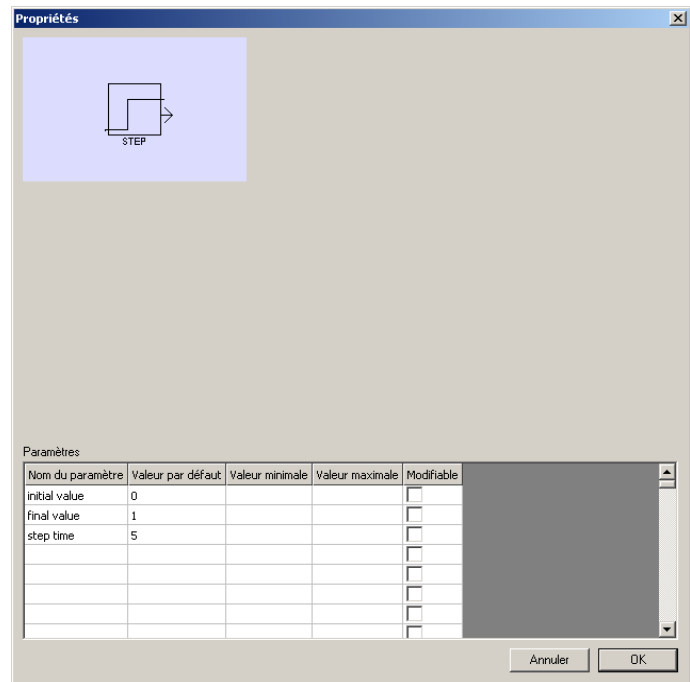 Propriétés
STEP
Paramètres
Nom du paramètre Valeur par défaut Valeur minimale Valeur maximale Modifiable
initial value 0
final value 1
step time 5
Annuler OK